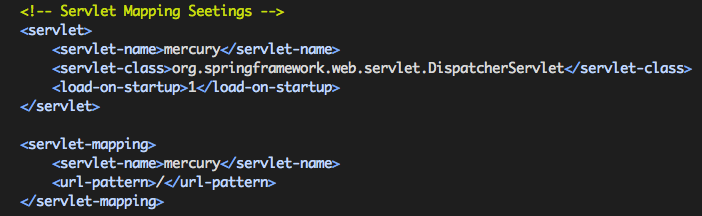 <!-- Servlet Mapping Seetings -->
<servlet>
    <servlet-name>mercury</servlet-name>
    <servlet-class>org.springframework.web.servlet.DispatcherServlet</servlet-class>
    <load-on-startup>1</load-on-startup>
</servlet>

<servlet-mapping>
    <servlet-name>mercury</servlet-name>
    <url-pattern>/</url-pattern>
</servlet-mapping>